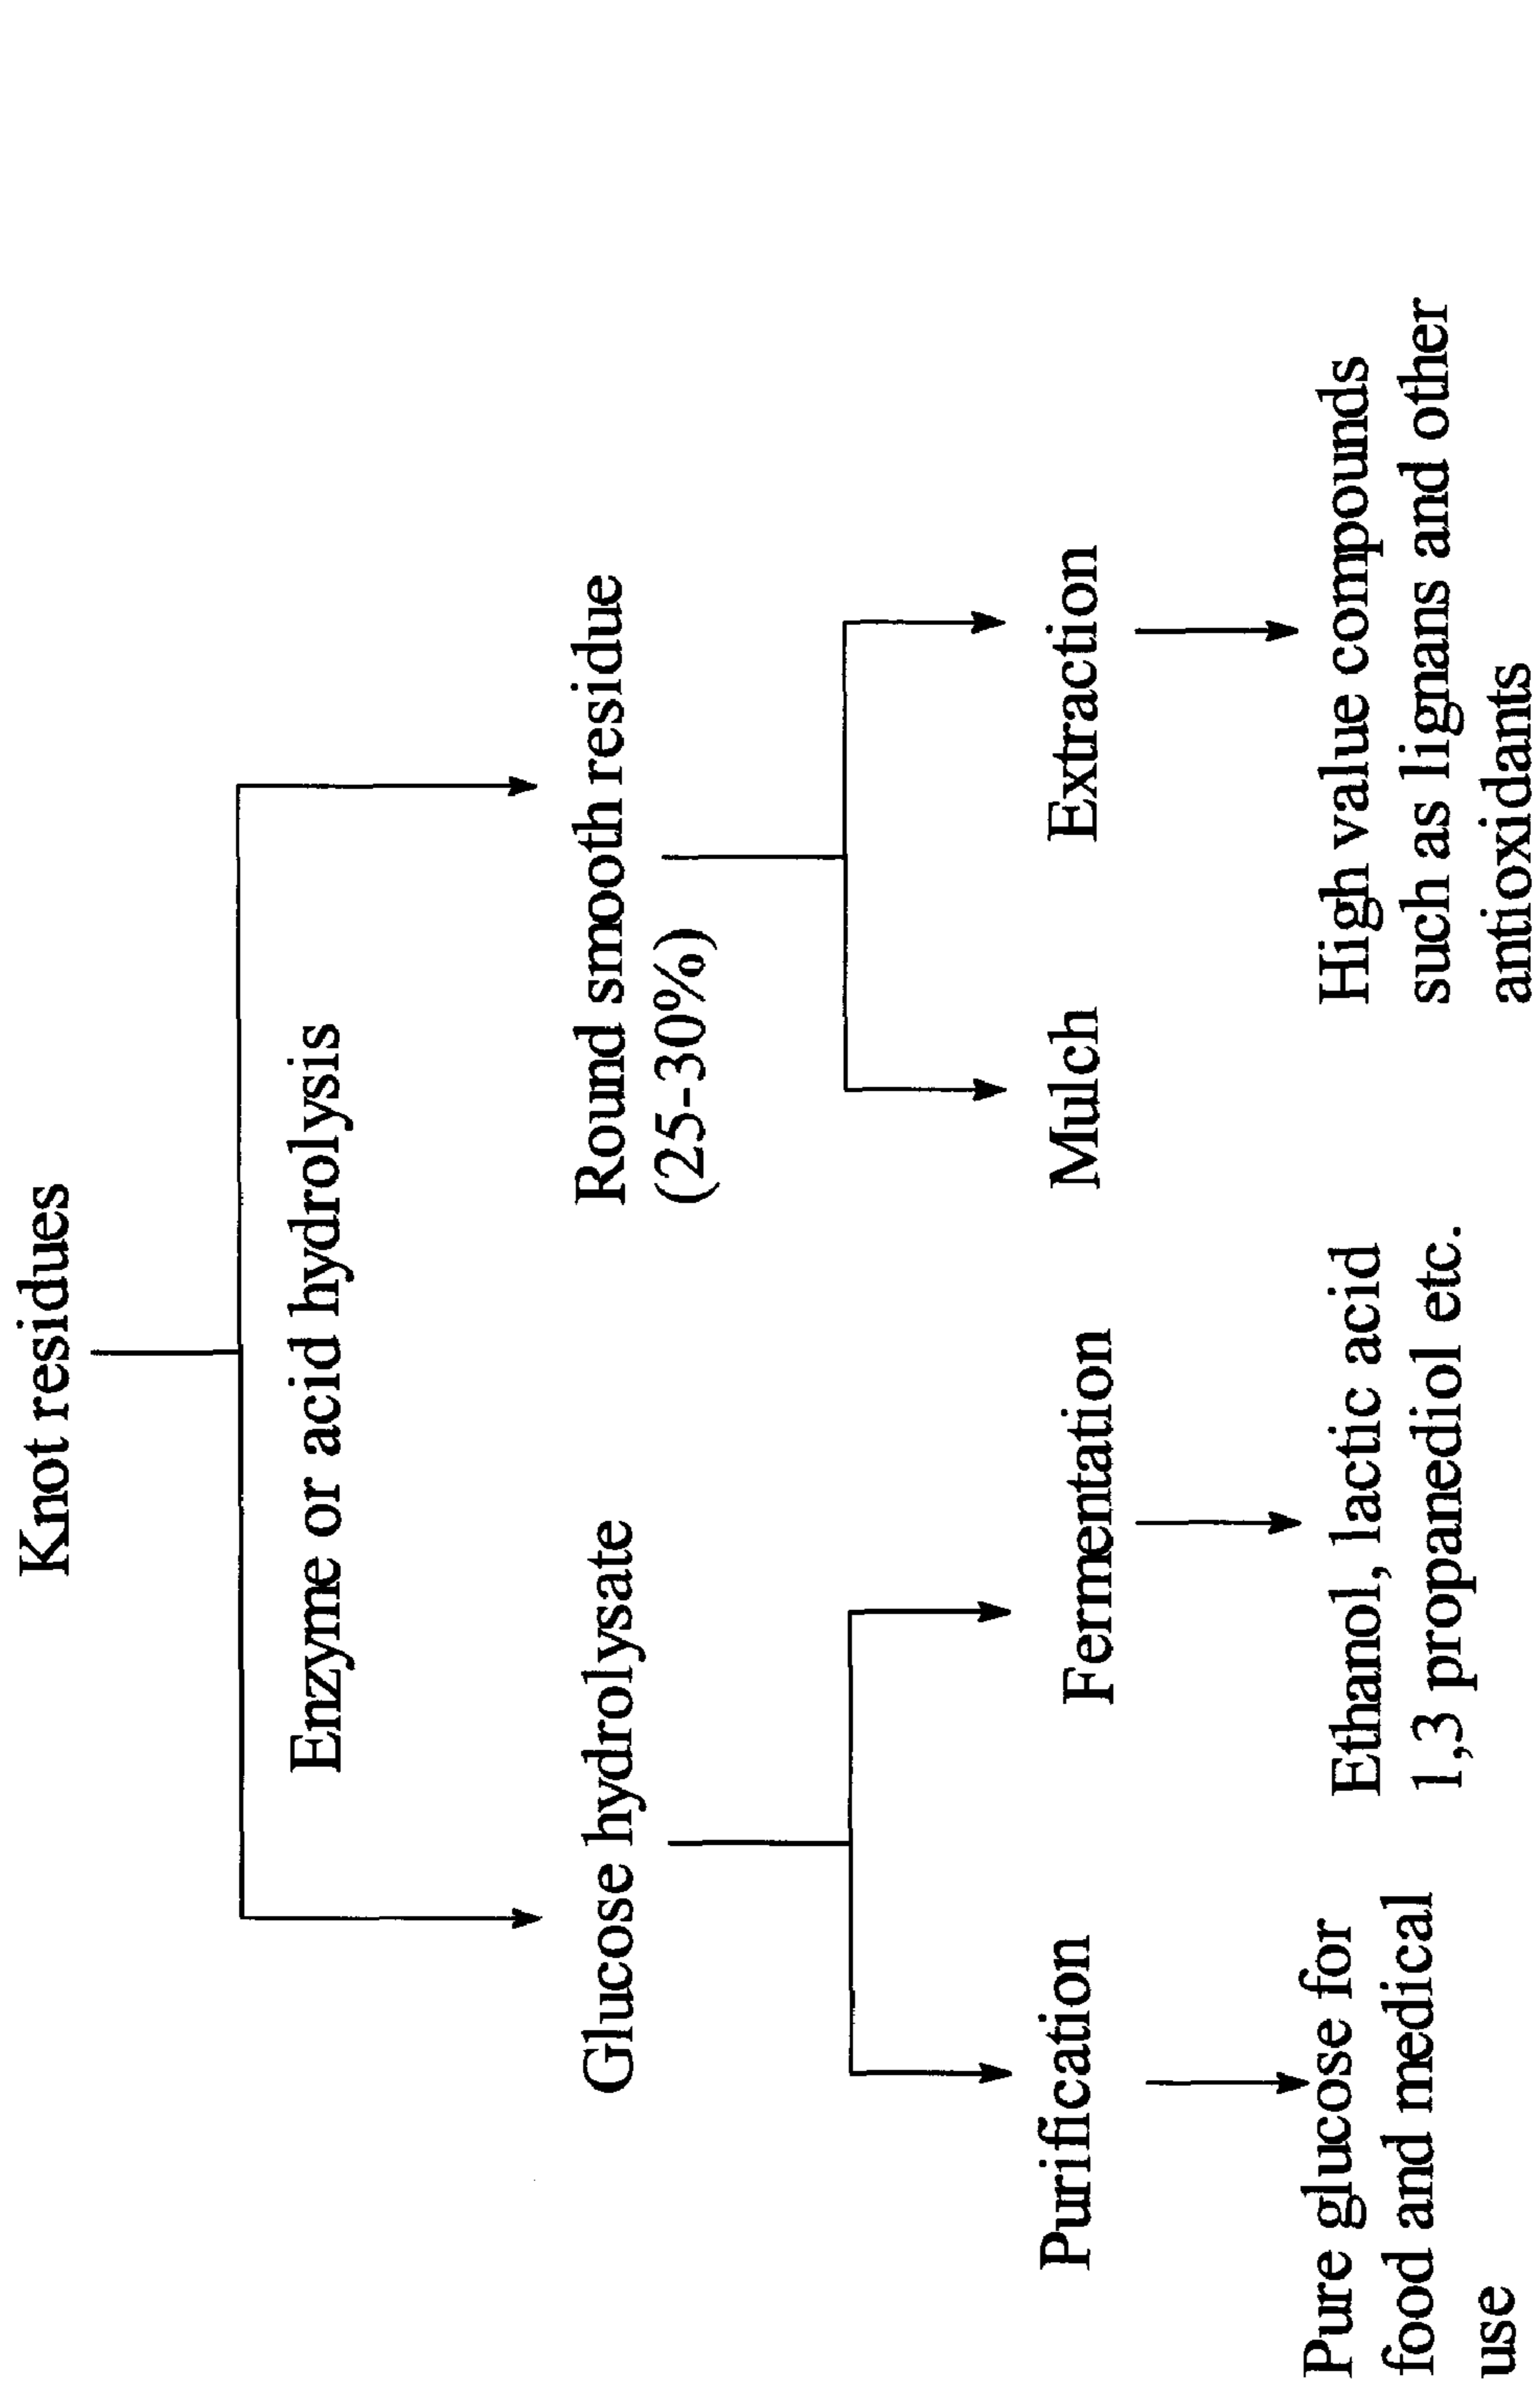 Knot residues
Enzyme or acid hydrolysis
Glucose hydrolysate
Round smooth residue
(25-30%)
Purification
Fermentation
Mulch
Extraction
Pure glucose for
food and medical
use
Ethanol, lactic acid
1,3 propanediol etc.
High value compounds
such as lignans and other
antioxidants